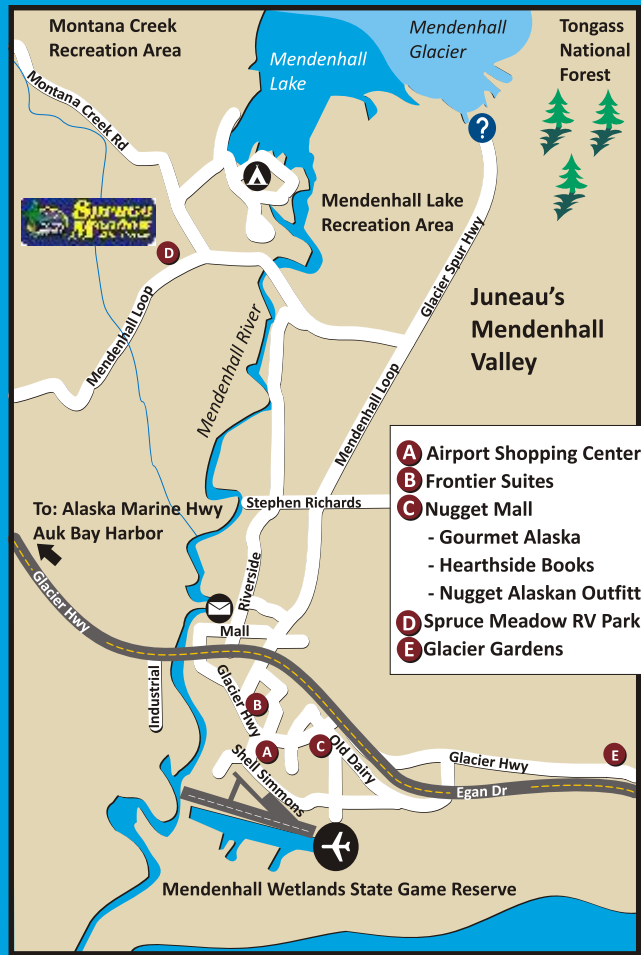 Montana Creek
Recreation Area
Mendenhall
Lake
Mendenhall
Glacier
Tongass
National
Forest
Montana Creek Rd
?
Mendenhall Lake
Recreation Area
Spruce
Meadow
D
Glacier Spur Hwy
Juneau's
Mendenhall
Valley
Mendenhall Loop
Mendenhall River
Mendenhall Loop
A Airport Shopping Center
B Frontier Suites
C Nugget Mall
- Gourmet Alaska
- Hearthside Books
- Nugget Alaskan Outfitt
D Spruce Meadow RV Park
E Glacier Gardens
To: Alaska Marine Hwy
Auk Bay Harbor
Stephen Richards
Glacier Hwy
Riverside
Mall
Industrial
Glacier Hwy
B
A
C
Old Dairy
Shell Simmons
Glacier Hwy
E
Egan Dr
Mendenhall Wetlands State Game Reserve